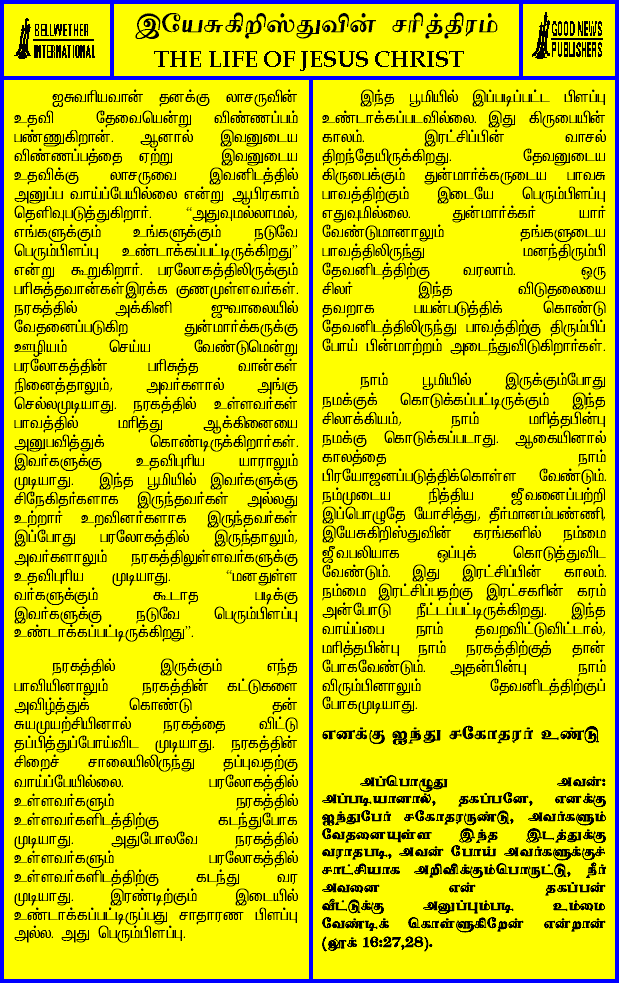 BELLWETHER
INTERNATIONAL
இயேசுகிறிஸ்துவின் சரித்திரம்
THE LIFE OF JESUS CHRIST
GOOD NEWS
PUBLISHERS
ஐசுவரியவான் தனக்கு லாசருவின்
உதவி தேவையென்று விண்ணப்பம்
பண்ணுகிறான். ஆனால் இவனுடைய
விண்ணப்பத்தை ஏற்று இவனுடைய
உதவிக்கு லாசருவை இவனிடத்தில்
அனுப்ப வாய்ப்பேயில்லை என்று ஆபிரகாம்
தெளிவுபடுத்துகிறார். “அதுவுமல்லாமல்,
எங்களுக்கும் உங்களுக்கும் நடுவே
பெரும்பிளப்பு உண்டாக்கப்பட்டிருக்கிறது”
என்று கூறுகிறார். பரலோகத்திலிருக்கும்
பரிசுத்தவான்கள்இரக்க குணமுள்ளவர்கள்.
நரகத்தில் அக்கினி ஜுவாலையில்
வேதனைப்படுகிற துன்மார்க்கருக்கு
ஊழியம் செய்ய வேண்டுமென்று
பரலோகத்தின் பரிசுத்த வான்கள்
நினைத்தாலும், அவர்களால் அங்கு
செல்லமுடியாது. நரகத்தில் உள்ளவர்கள்
பாவத்தில் மரித்து ஆக்கினையை
அனுபவித்துக் கொண்டிருக்கிறார்கள்.
இவர்களுக்கு உதவிபுரிய யாராலும்
முடியாது. இந்த பூமியில் இவர்களுக்கு
சிநேகிதர்களாக இருந்தவர்கள் அல்லது
உற்றார் உறவினர்களாக இருந்தவர்கள்
இப்போது பரலோகத்தில் இருந்தாலும்,
அவர்களாலும் நரகத்திலுள்ளவர்களுக்கு
உதவிபுரிய முடியாது. “மனதுள்ள
வர்களுக்கும் கூடாத படிக்கு
இவர்களுக்கு நடுவே பெரும்பிளப்பு
உண்டாக்கப்பட்டிருக்கிறது”.
நரகத்தில் இருக்கும் எந்த
பாவியினாலும் நரகத்தின் கட்டுகளை
அவிழ்த்துக் கொண்டு தன்
சுயமுயற்சியினால் நரகத்தை விட்டு
தப்பித்துப்போய்விட முடியாது. நரகத்தின்
சிறைச் சாலையிலிருந்து தப்புவதற்கு
வாய்ப்பேயில்லை. பரலோகத்தில்
உள்ளவர்களும் நரகத்தில்
உள்ளவர்களிடத்திற்கு கடந்துபோக
முடியாது. அதுபோலவே நரகத்தில்
உள்ளவர்களும் பரலோகத்தில்
உள்ளவர்களிடத்திற்கு கடந்து வர
முடியாது. இரண்டிற்கும் இடையில்
உண்டாக்கப்பட்டிருப்பது சாதாரண பிளப்பு
அல்ல. அது பெரும்பிளப்பு.
இந்த பூமியில் இப்படிப்பட்ட பிளப்பு
உண்டாக்கப்படவில்லை. இது கிருபையின்
காலம். இரட்சிப்பின் வாசல்
திறந்தேயிருக்கிறது. தேவனுடைய
கிருபைக்கும் துன்மார்க்கருடைய பாவசு
பாவத்திற்கும் இடையே பெரும்பிளப்பு
எதுவுமில்லை. துன்மார்க்கர் யார்
வேண்டுமானாலும் தங்களுடைய
பாவத்திலிருந்து மனந்திரும்பி
தேவனிடத்திற்கு வரலாம். ஒரு
சிலர் இந்த விடுதலையை
தவறாக பயன்படுத்திக் கொண்டு
தேவனிடத்திலிருந்து பாவத்திற்கு திரும்பிப்
போய் பின்மாற்றம் அடைந்துவிடுகிறார்கள்.
நாம் பூமியில் இருக்கும்போது
நமக்குக் கொடுக்கப்பட்டிருக்கும் இந்த
சிலாக்கியம், நாம் மரித்தபின்பு
நமக்கு கொடுக்கப்படாது. ஆகையினால்
காலத்தை நாம்
பிரயோஜனப்படுத்திக்கொள்ள வேண்டும்.
நம்முடைய நித்திய ஜீவனைப்பற்றி
இப்பொழுதே யோசித்து, தீர்மானம்பண்ணி,
இயேசுகிறிஸ்துவின் கரங்களில் நம்மை
ஜீவபலியாக ஒப்புக் கொடுத்துவிட
வேண்டும். இது இரட்சிப்பின் காலம்.
நம்மை இரட்சிப்பதற்கு இரட்சகரின் கரம்
அன்போடு நீட்டப்பட்டிருக்கிறது. இந்த
வாய்ப்பை நாம் தவறவிட்டுவிட்டால்,
மரித்தபின்பு நாம் நரகத்திற்குத் தான்
போகவேண்டும். அதன்பின்பு நாம்
விரும்பினாலும் தேவனிடத்திற்குப்
போகமுடியாது.
எனக்கு ஐந்து சகோதரர் உண்டு
அப்பொழுது அவன்:
அப்படியானால், தகப்பனே, எனக்கு
ஐந்துபேர் சகோதரருண்டு, அவர்களும்
வேதனையுள்ள இந்த இடத்துக்கு
வராதபடி, அவன் போய் அவர்களுக்குச்
சாட்சியாக அறிவிக்கும்பொருட்டு, நீர்
அவனை என் தகப்பன்
வீட்டுக்கு அனுப்பும்படி உம்மை
வேண்டிக் கொள்ளுகிறேன் என்றான்
(லூக் 16:27,28).